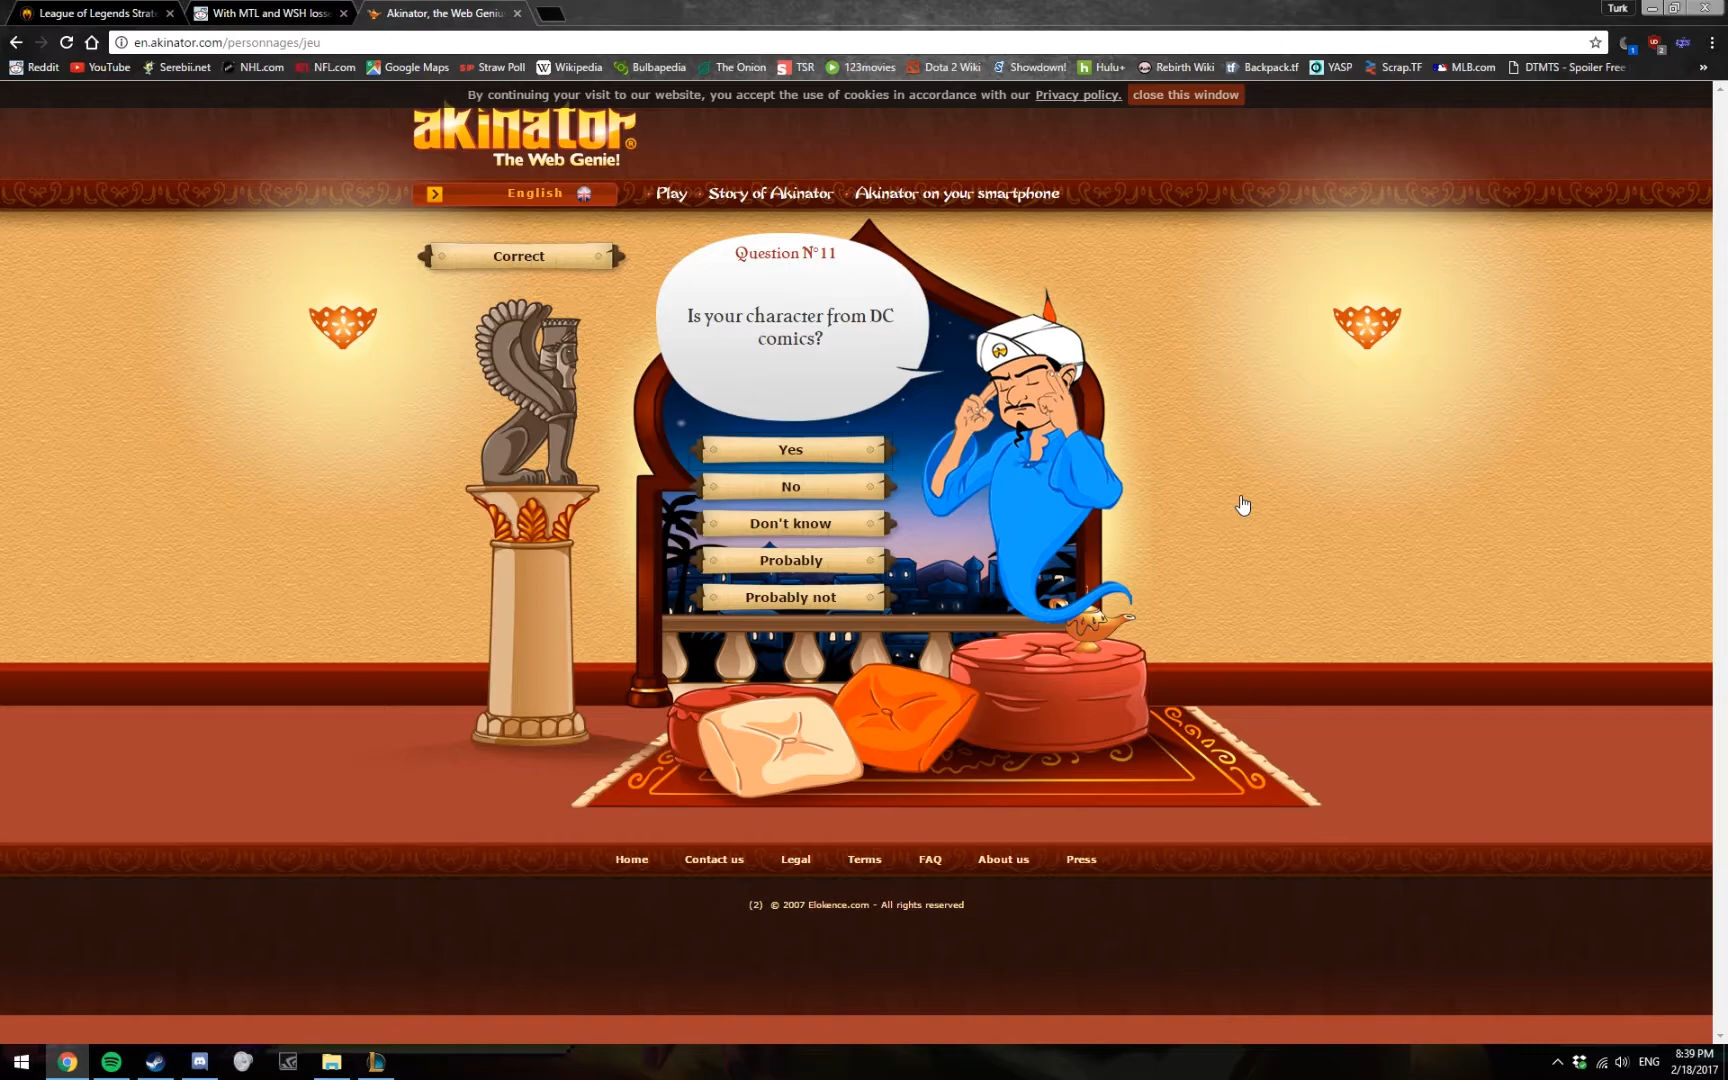 League of Legends Strat
With MTL and WSH losse
Akinator, the Web Geniu
Turk
en.akinator.com/personnages/jeu
Reddit YouTube Serebii.net NHL.com NFL.com Google Maps Straw Poll Wikipedia Bulbapedia The Onion TSR 123movies Dota 2 Wiki Showdown! Hulu+ Rebirth Wiki Backpack.tf YASP Scrap.TF MLB.com DTMTS - Spoiler Free
By continuing your visit to our website, you accept the use of cookies in accordance with our Privacy policy. close this window
akinator®
The Web Genie!
English
Play
Story of Akinator
Akinator on your smartphone
Correct
Question N°11
Is your character from DC
comics?
Yes
No
Don't know
Probably
Probably not
Home Contact us Legal Terms FAQ About us Press
(2) © 2007 Elokence.com - All rights reserved
ENG
8:39 PM
2/18/2017